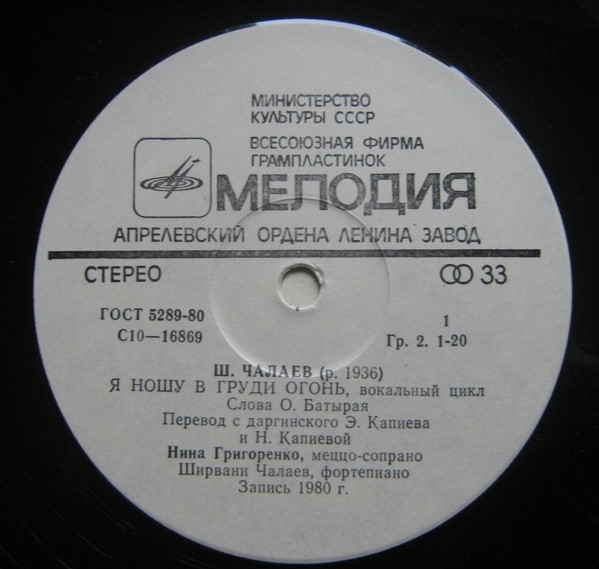 МИНИСТЕРСТВО
КУЛЬТУРЫ СССР
ВСЕСОЮЗНАЯ ФИРМА
ГРАМПЛАСТИНОК
МЕЛОДИЯ
АПРЕЛЕВСКИЙ ОРДЕНА ЛЕНИНА ЗАВОД
СТЕРЕО
33
ГОСТ 5289-80
С10—16869
1
Гр. 2. 1-20
Ш. ЧАЛАЕВ (р. 1936)
Я НОШУ В ГРУДИ ОГОНЬ, вокальный цикл
Слова О. Батырая
Перевод с даргинского Э. Капиева
и Н. Капиевой
Нина Григоренко, меццо-сопрано
Ширвани Чалаев, фортепиано
Запись 1980 г.